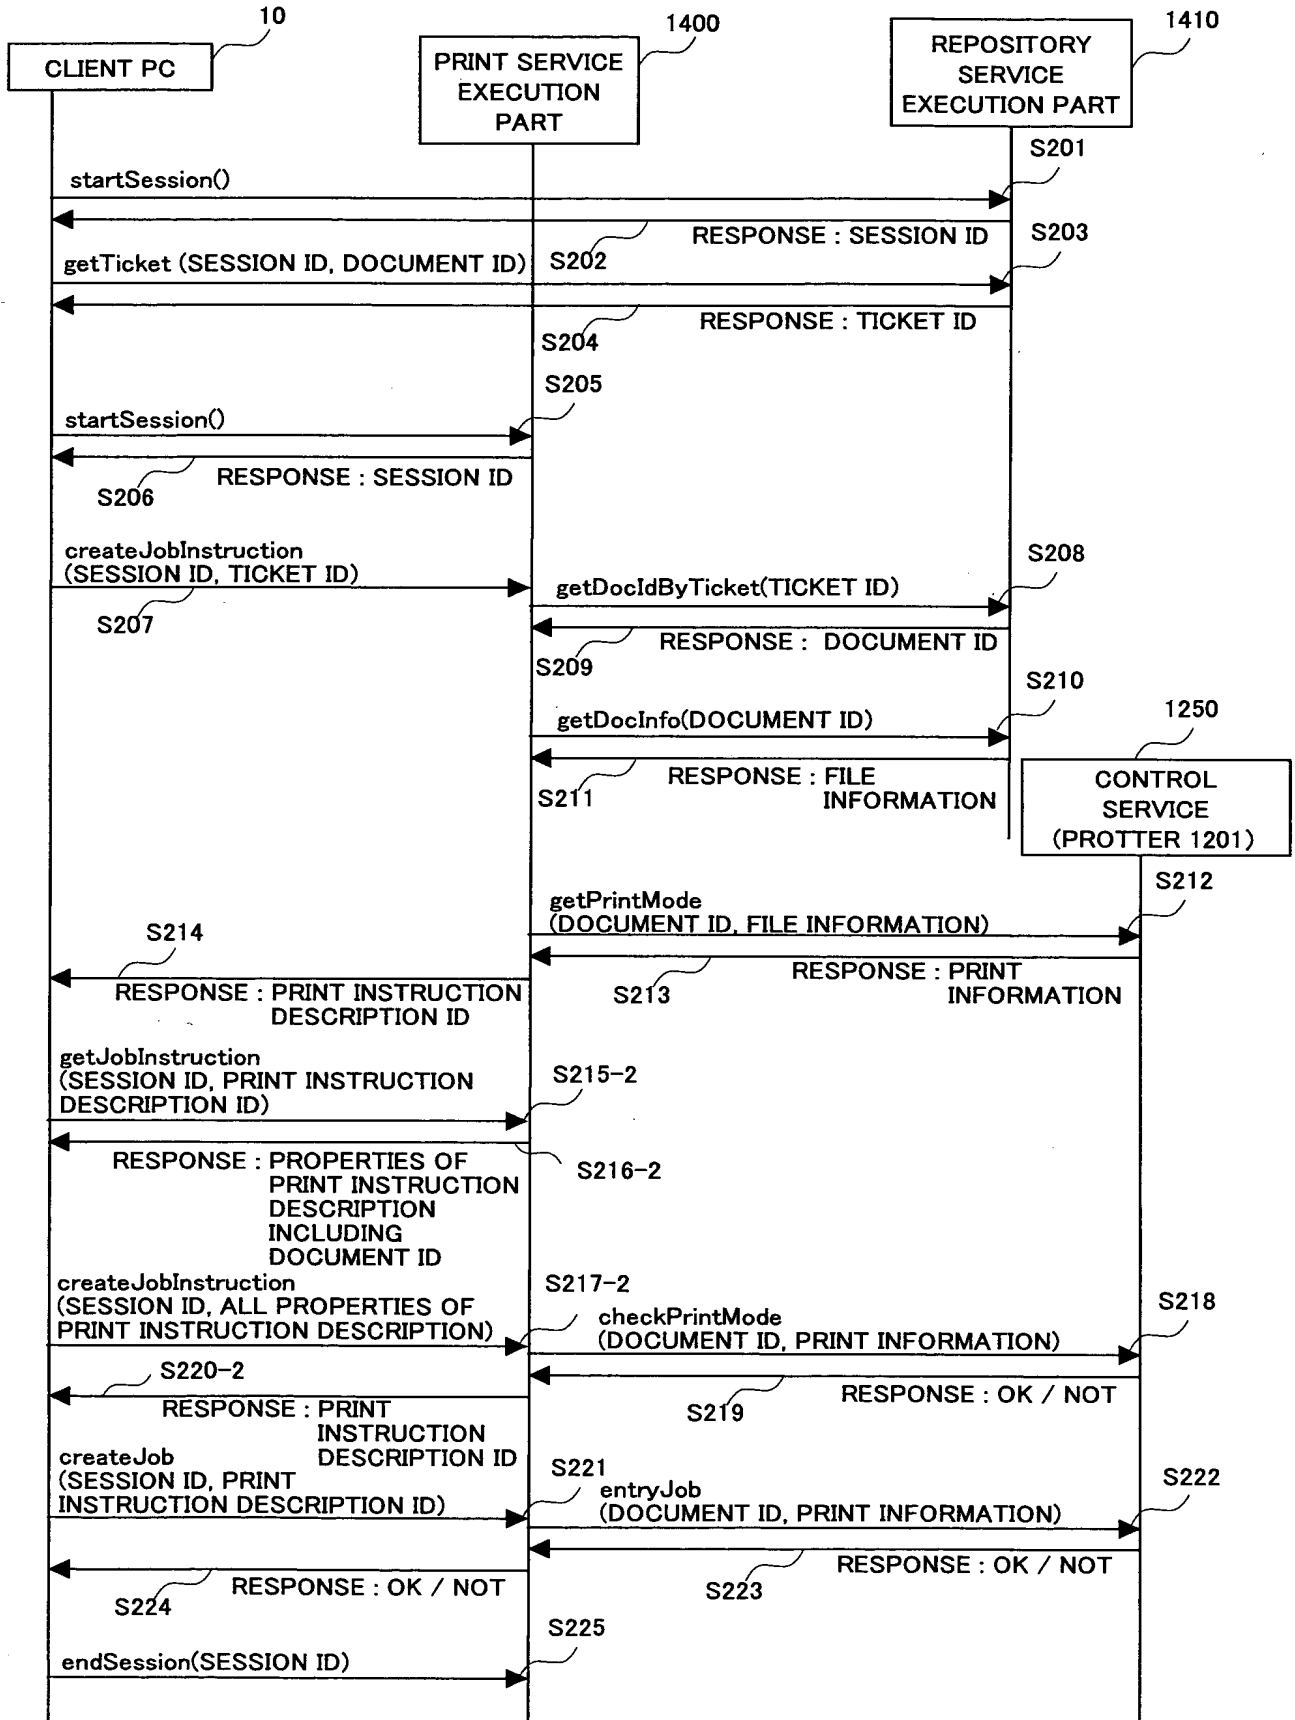 10
1400
1410
CLIENT PC
PRINT SERVICE
EXECUTION
PART
REPOSITORY
SERVICE
EXECUTION PART
S201
startSession()
RESPONSE : SESSION ID
S202
S203
getTicket (SESSION ID, DOCUMENT ID)
RESPONSE : TICKET ID
S204
S205
startSession()
RESPONSE : SESSION ID
S206
createJobInstruction
(SESSION ID, TICKET ID)
S207
S208
getDocIdByTicket(TICKET ID)
RESPONSE : DOCUMENT ID
S209
S210
getDocInfo(DOCUMENT ID)
RESPONSE : FILE
INFORMATION
S211
1250
CONTROL
SERVICE
(PROTTER 1201)
S212
getPrintMode
(DOCUMENT ID, FILE INFORMATION)
RESPONSE : PRINT
INFORMATION
S213
S214
RESPONSE : PRINT INSTRUCTION
DESCRIPTION ID
getJobInstruction
(SESSION ID, PRINT INSTRUCTION
DESCRIPTION ID)
S215-2
RESPONSE : PROPERTIES OF
PRINT INSTRUCTION
DESCRIPTION
INCLUDING
DOCUMENT ID
S216-2
createJobInstruction
(SESSION ID, ALL PROPERTIES OF
PRINT INSTRUCTION DESCRIPTION)
S217-2
checkPrintMode
(DOCUMENT ID, PRINT INFORMATION)
S218
RESPONSE : OK / NOT
S219
S220-2
RESPONSE : PRINT
INSTRUCTION
DESCRIPTION ID
createJob
(SESSION ID, PRINT
INSTRUCTION DESCRIPTION ID)
S221
entryJob
(DOCUMENT ID, PRINT INFORMATION)
S222
RESPONSE : OK / NOT
S223
RESPONSE : OK / NOT
S224
S225
endSession(SESSION ID)